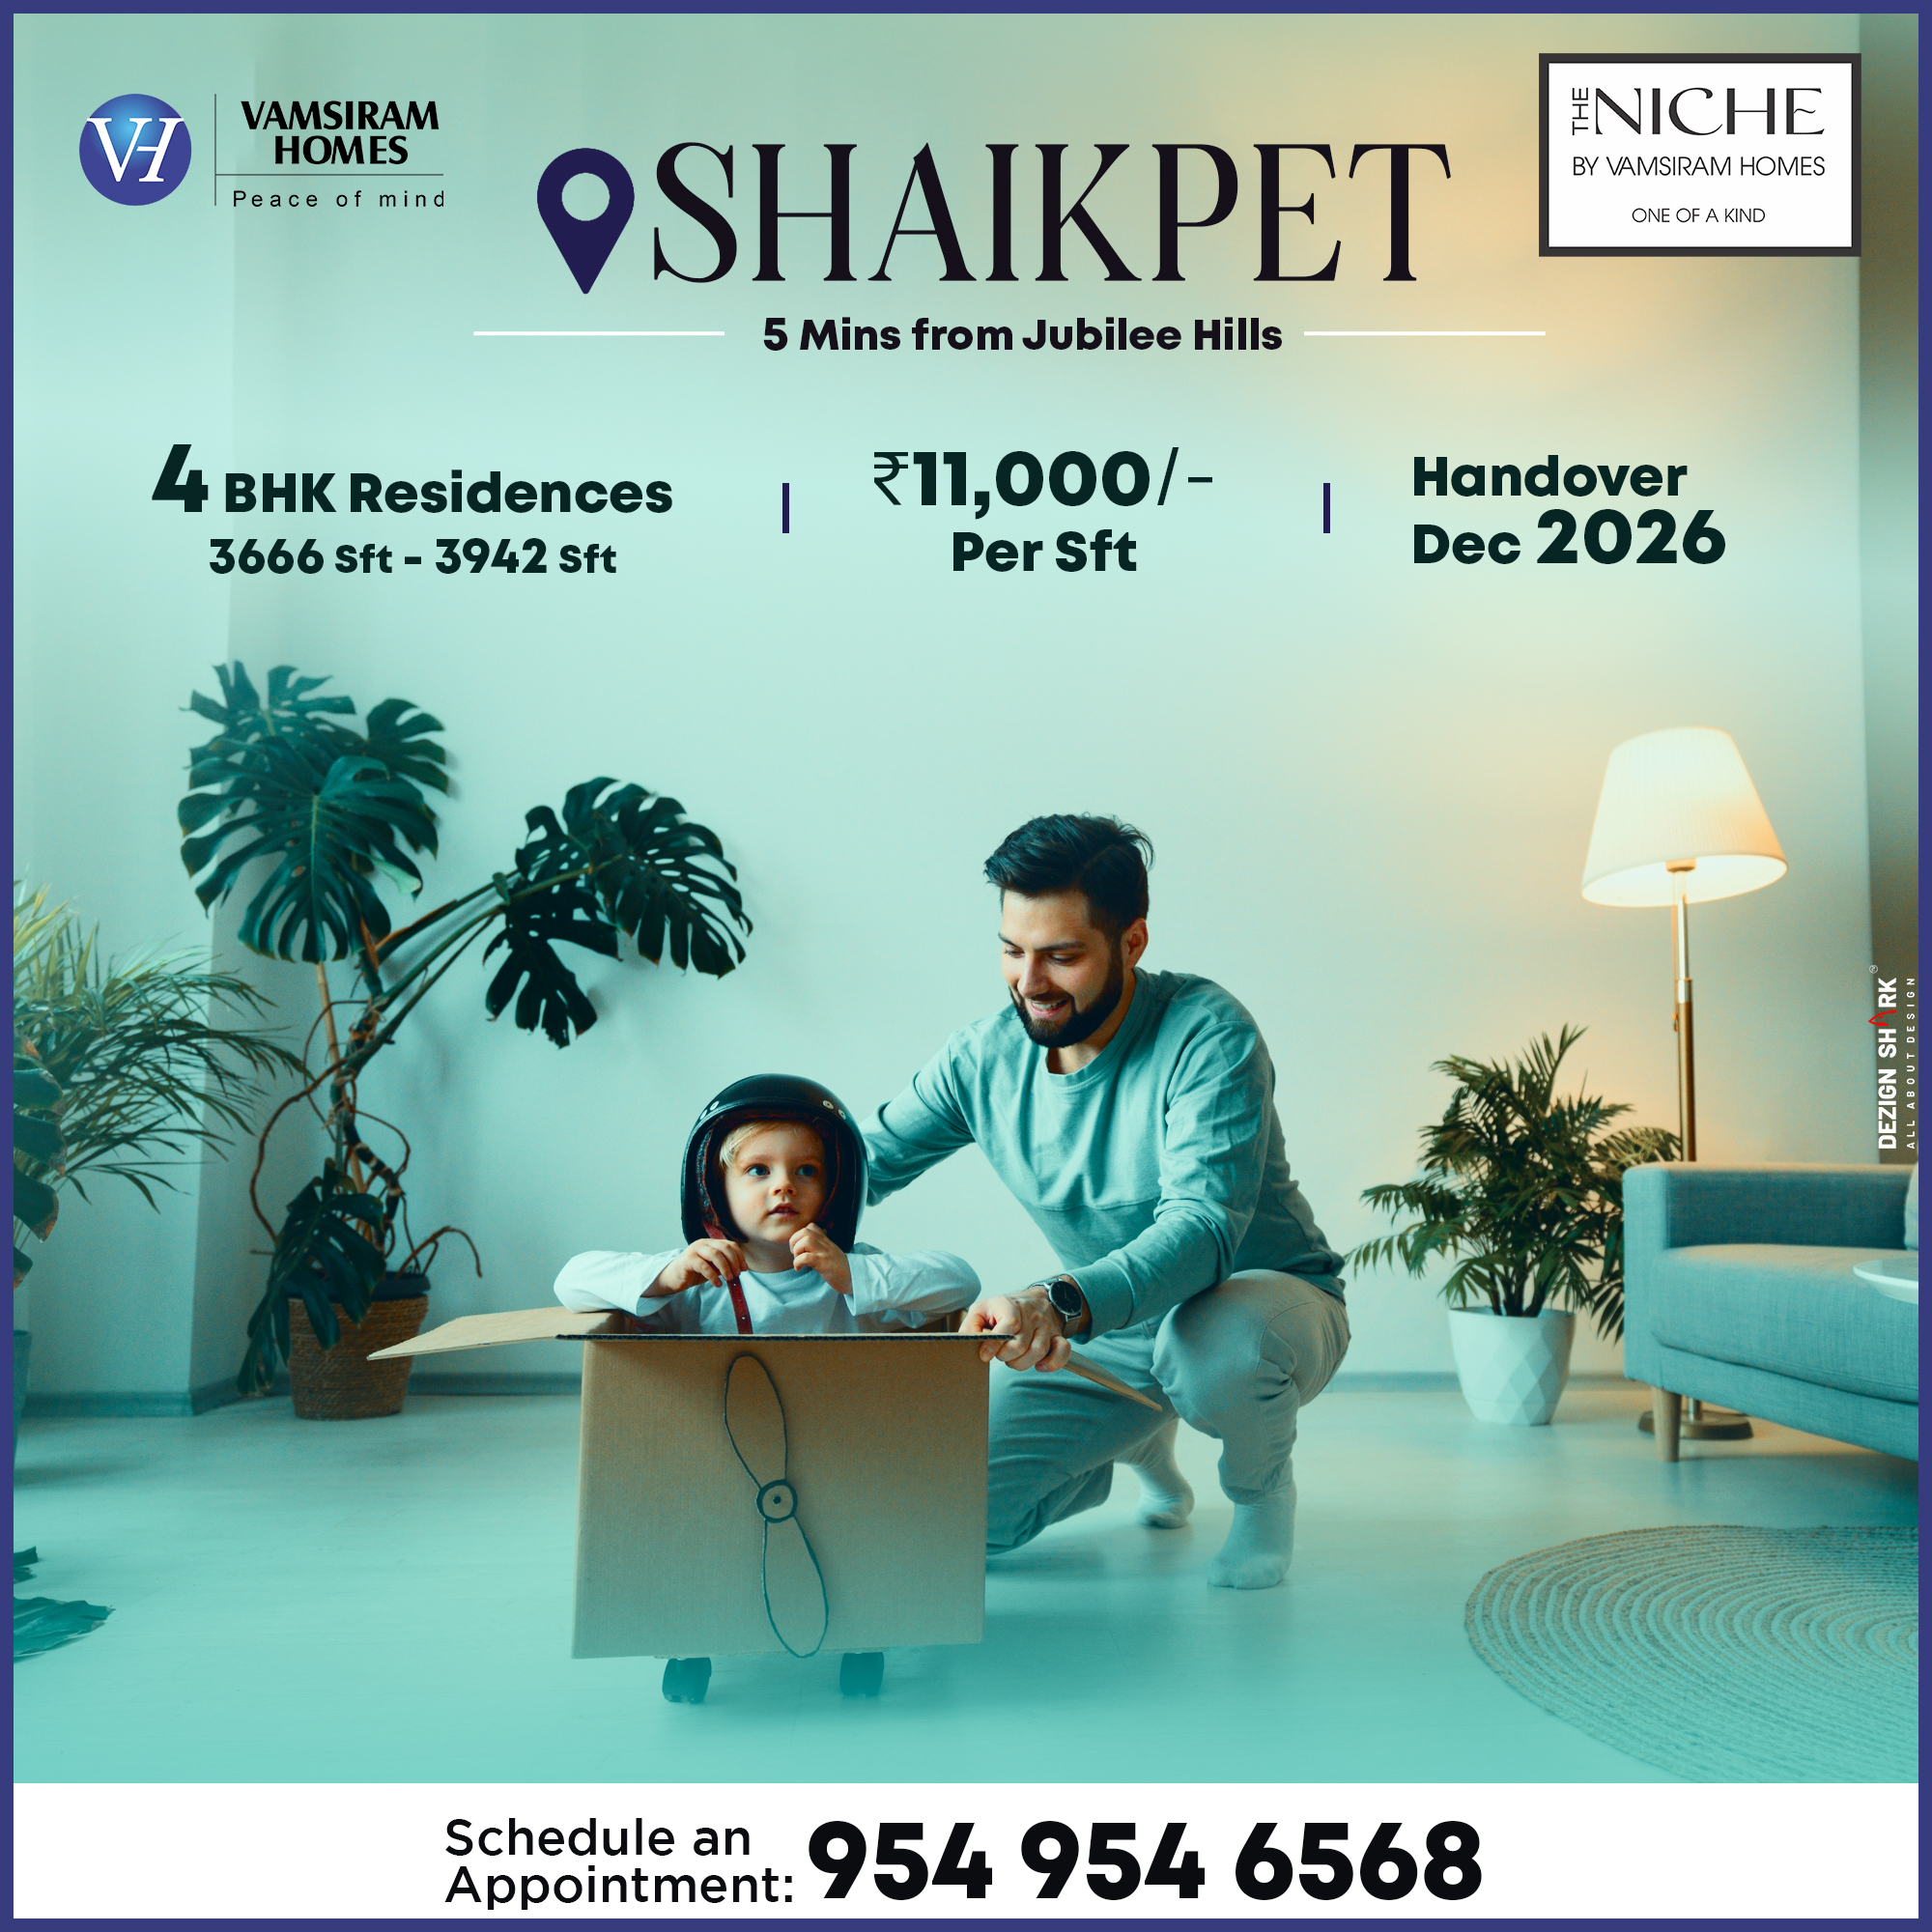 VH
VAMSIRAM
HOMES
Peace of mind
SHAIKPET
5 Mins from Jubilee Hills
THE NICHE
BY VAMSIRAM HOMES
ONE OF A KIND
4 BHK Residences
3666 Sft - 3942 Sft
₹11,000/-
Per Sft
Handover
Dec 2026
DEZIGN SHARK®
ALL ABOUT DESIGN
Schedule an
Appointment: 954 954 6568